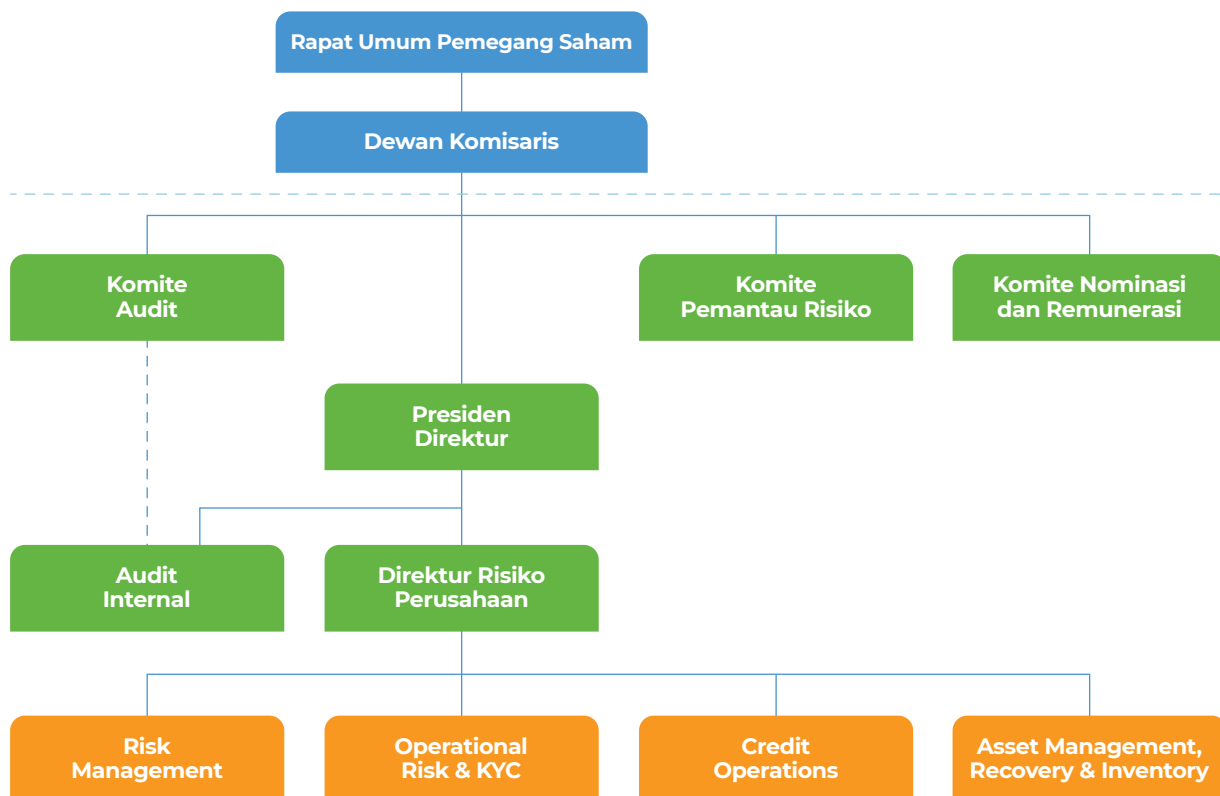 Rapat Umum Pemegang Saham
Dewan Komisaris
Komite
Audit
Komite
Pemantau Risiko
Komite Nominasi
dan Remunerasi
Presiden
Direktur
Audit
Internal
Direktur Risiko
Perusahaan
Risk
Management
Operational
Risk & KYC
Credit
Operations
Asset Management,
Recovery & Inventory